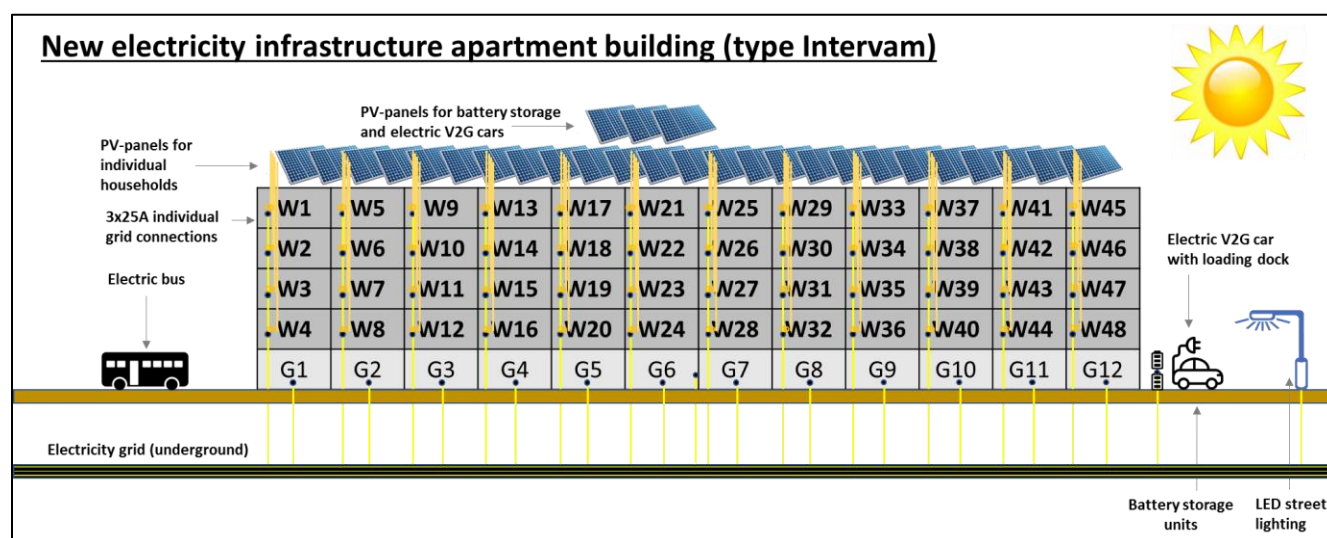 New electricity infrastructure apartment building (type Intervam)
PV-panels for battery storage
and electric V2G cars
PV-panels for
individual
households
3x25A individual
grid connections
Electric bus
W1 W5 W9 W13 W17 W21 W25 W29 W33 W37 W41 W45
W2 W6 W10 W14 W18 W22 W26 W30 W34 W38 W42 W46
W3 W7 W11 W15 W19 W23 W27 W31 W35 W39 W43 W47
W4 W8 W12 W16 W20 W24 W28 W32 W36 W40 W44 W48
G1 G2 G3 G4 G5 G6 G7 G8 G9 G10 G11 G12
Electric V2G car
with loading dock
Electricity grid (underground)
Battery storage
units
LED street
lighting